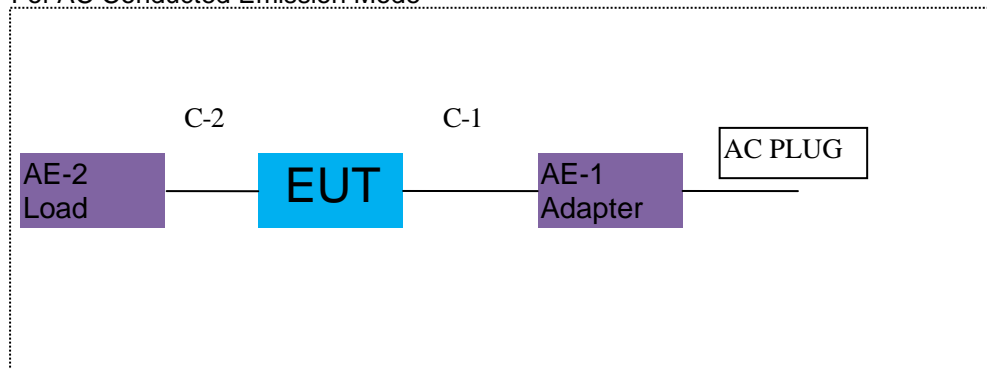 For AC Conducted Emission Mode
C-2
C-1
AC PLUG
AE-2
Load
EUT
AE-1
Adapter